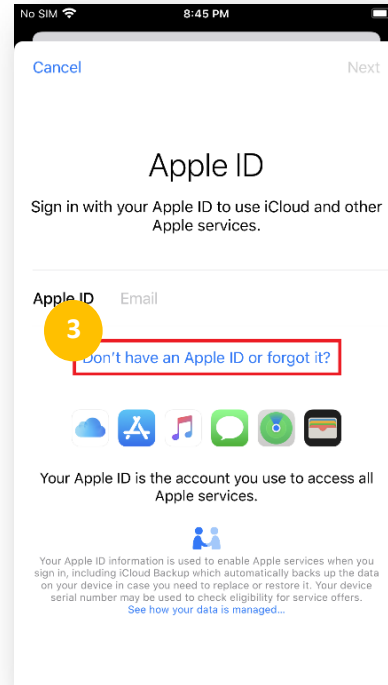 No SIM 8:45 PM
Cancel Next
Apple ID
Sign in with your Apple ID to use iCloud and other
Apple services.
Apple ID Email
3
Don't have an Apple ID or forgot it?
Your Apple ID is the account you use to access all
Apple services.
Your Apple ID information is used to enable Apple services when you
sign in, including iCloud Backup which automatically backs up the data
on your device in case you need to replace or restore it. Your device
serial number may be used to check eligibility for service offers.
See how your data is managed...